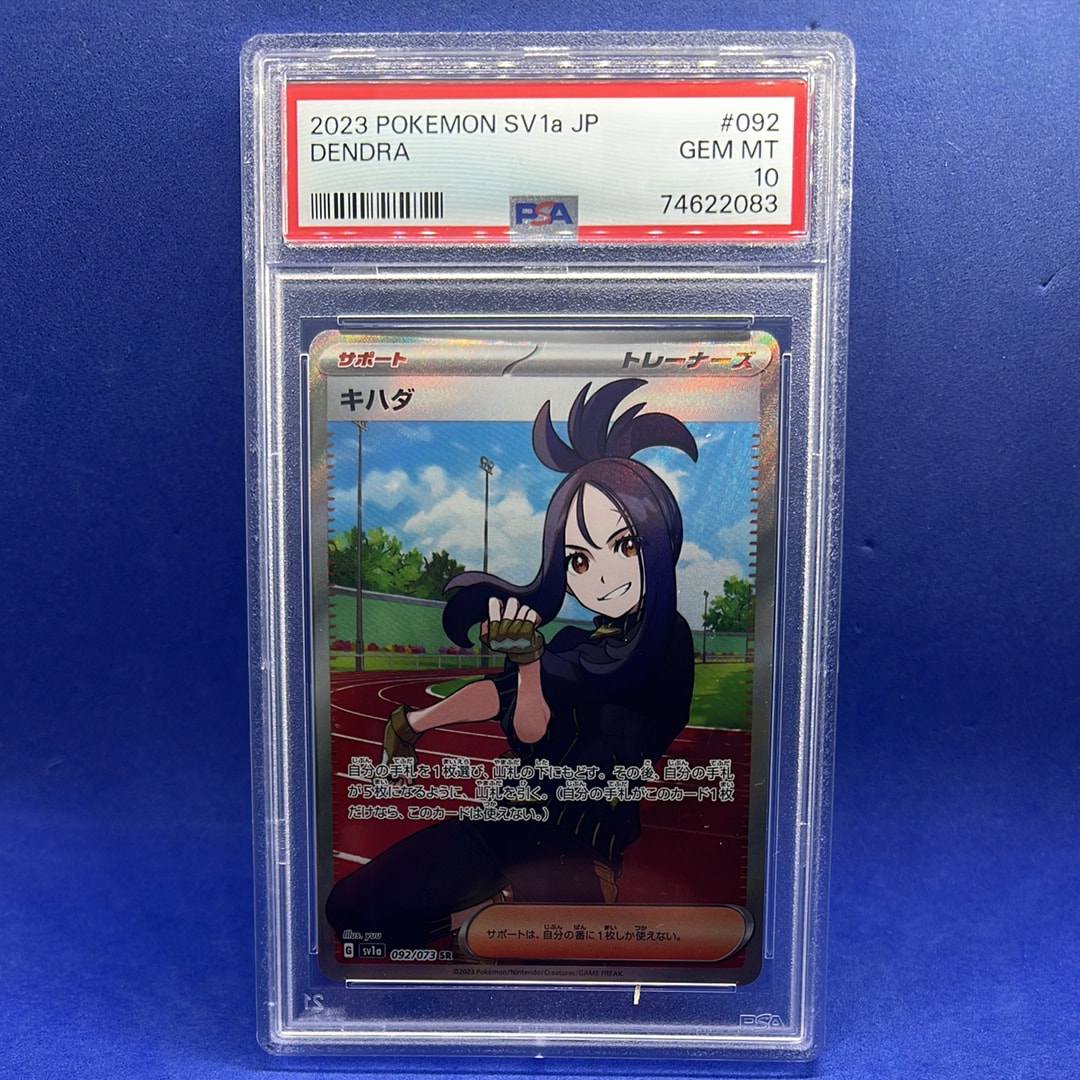 2023 POKEMON SV1a JP #092
DENDRA GEM MT
10
PSA 74622083
サポート トレーナーズ
キハダ
自分の手札を1枚選び、山札の下にもどす。その後、自分の手札
が5枚になるように、山札を引く。(自分の手札がこのカード1枚
だけなら、このカードは使えない。)
サポートは、自分の番に1枚しか使えない。
illus. yuu
G sv1a 092/073 SR
©2023 Pokémon/Nintendo/Creatures/GAME FREAK.
21
PSA